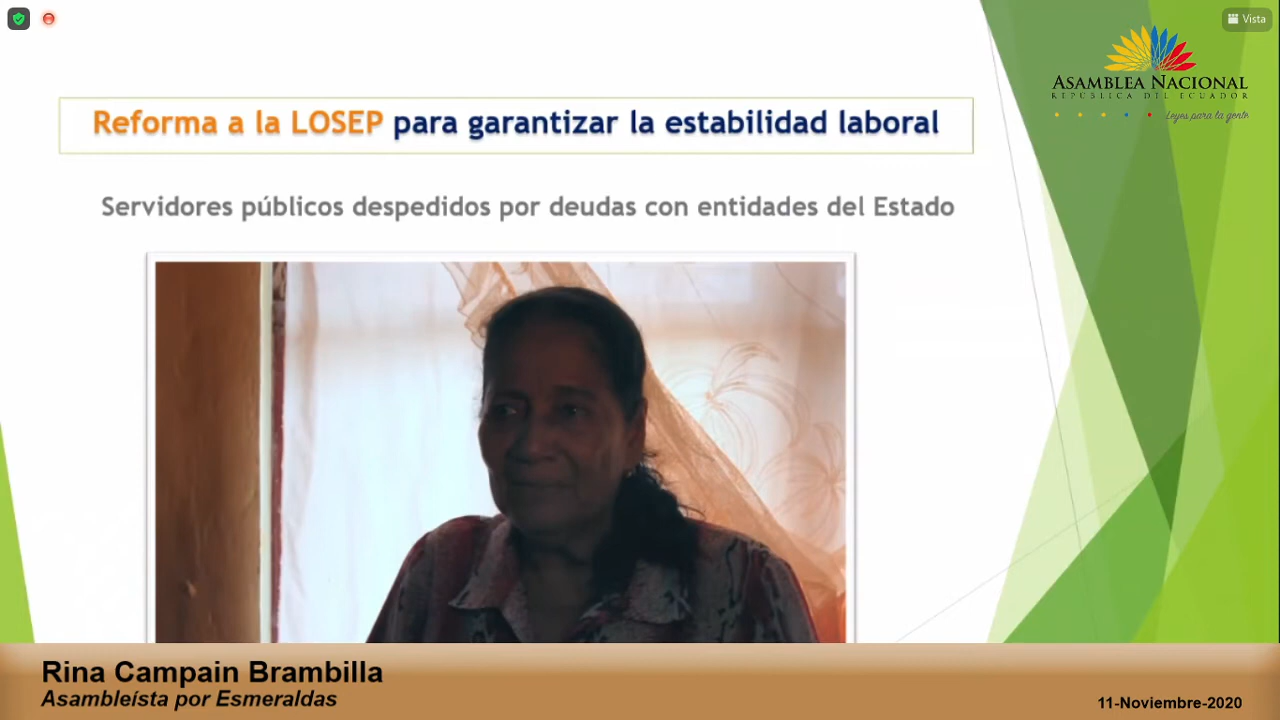 Vista
ASAMBLEA NACIONAL
REPÚBLICA DEL ECUADOR
Leyes para la gente
Reforma a la LOSEP para garantizar la estabilidad laboral
Servidores públicos despedidos por deudas con entidades del Estado
Rina Campain Brambilla
Asambleísta por Esmeraldas
11-Noviembre-2020